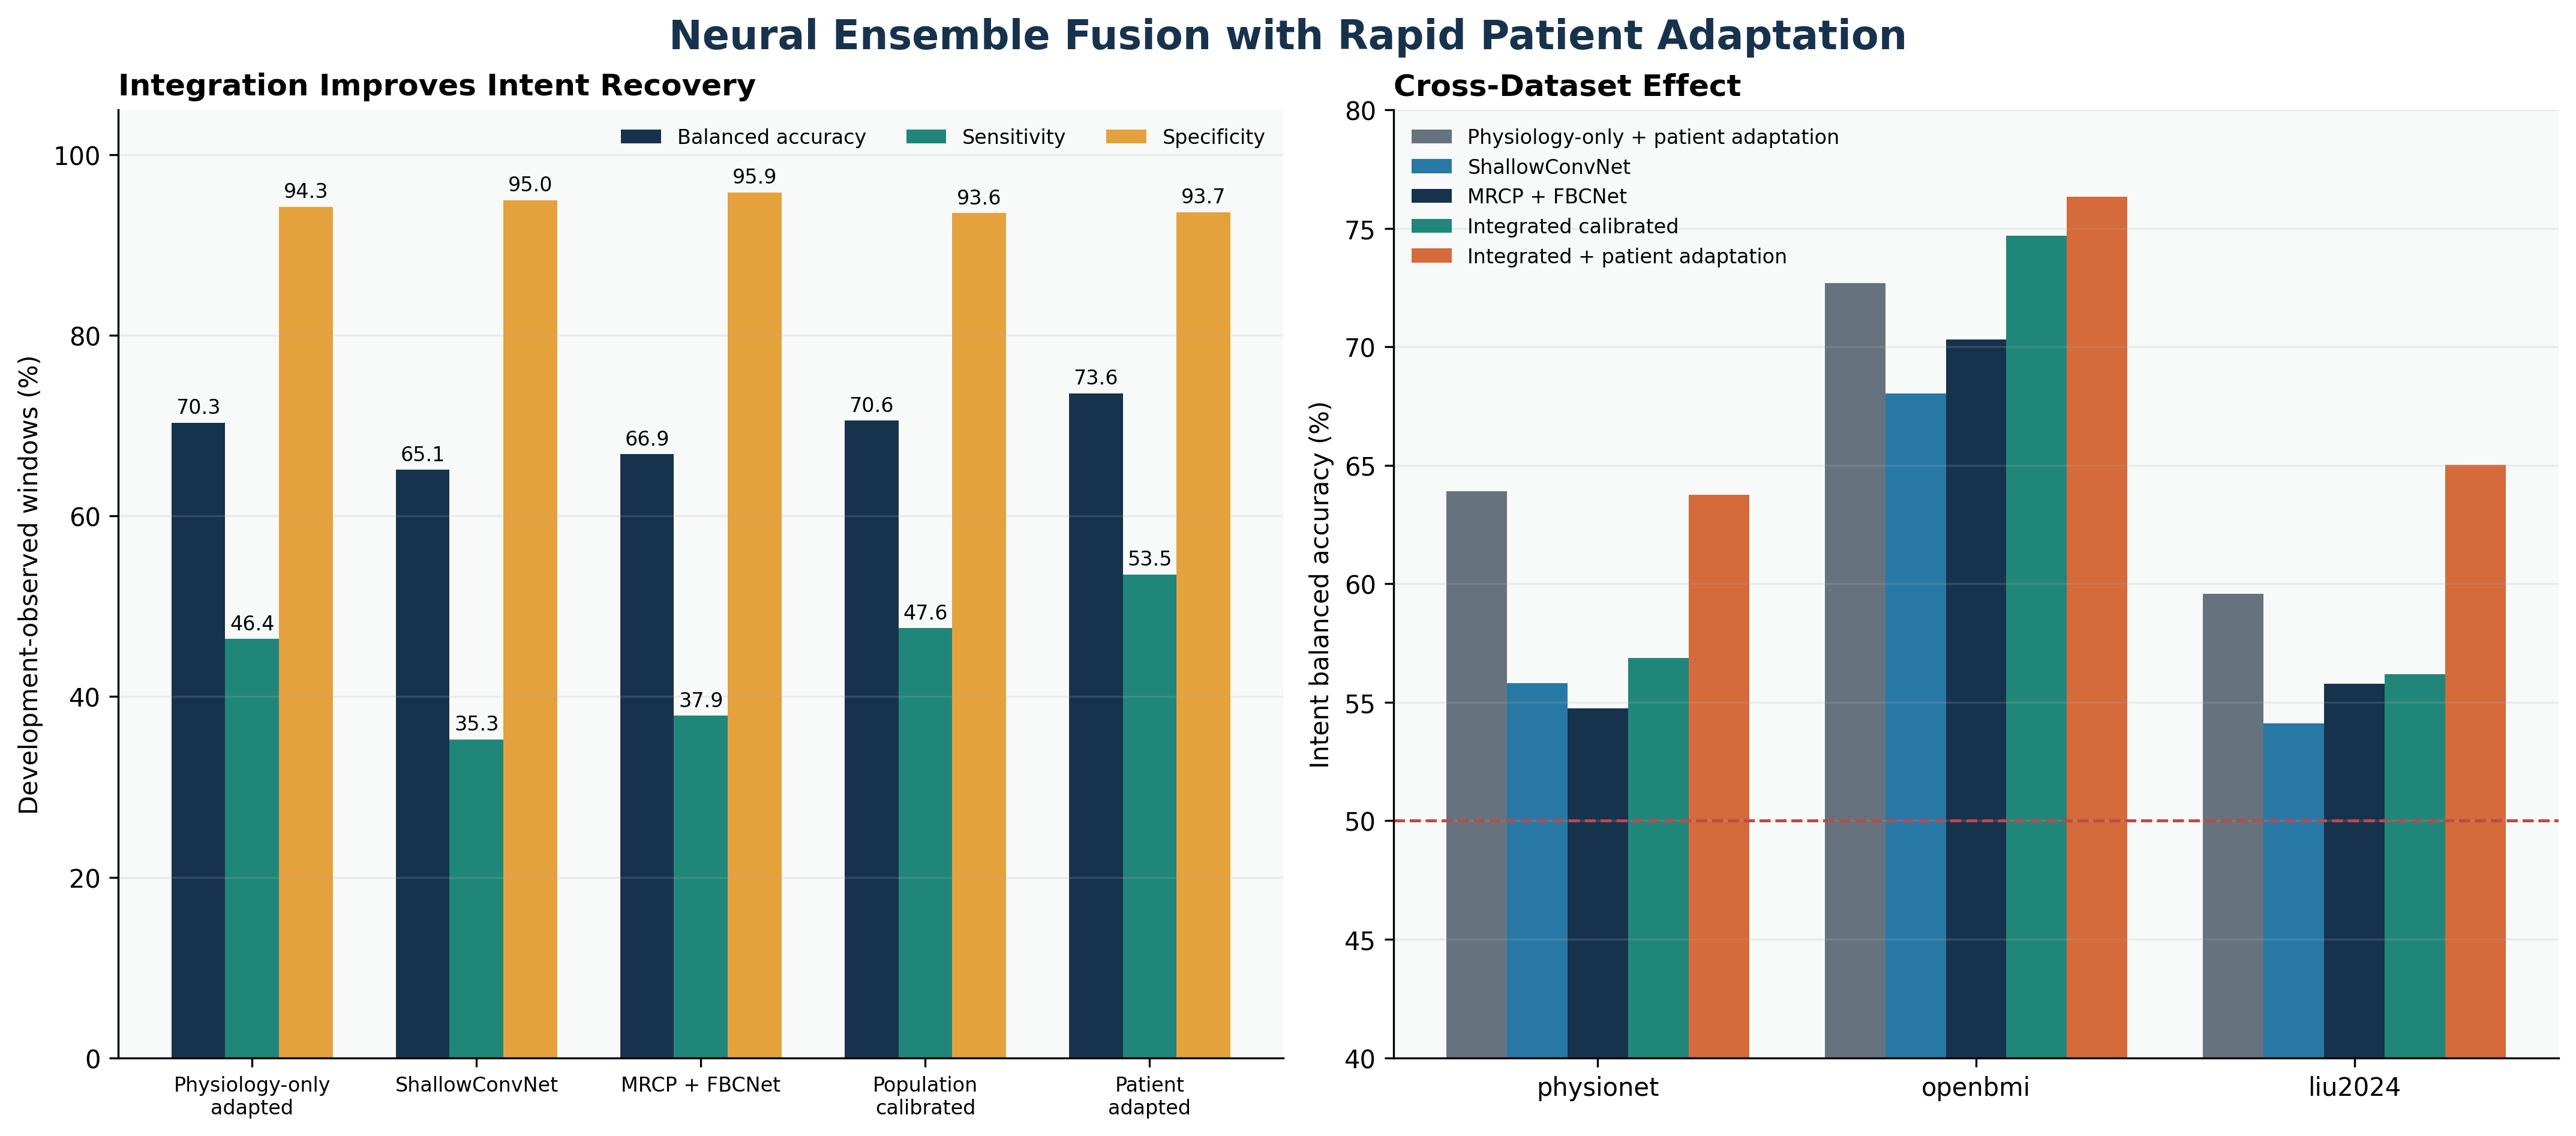 Neural Ensemble Fusion with Rapid Patient Adaptation
Integration Improves Intent Recovery
Development-observed windows (%)
100
80
60
40
20
0
Balanced accuracy
Sensitivity
Specificity
70.3
46.4
94.3
65.1
35.3
95.0
66.9
37.9
95.9
70.6
47.6
93.6
73.6
53.5
93.7
Physiology-only
adapted
ShallowConvNet
MRCP + FBCNet
Population
calibrated
Patient
adapted
Cross-Dataset Effect
Intent balanced accuracy (%)
80
75
70
65
60
55
50
45
40
Physiology-only + patient adaptation
ShallowConvNet
MRCP + FBCNet
Integrated calibrated
Integrated + patient adaptation
physionet
openbmi
liu2024